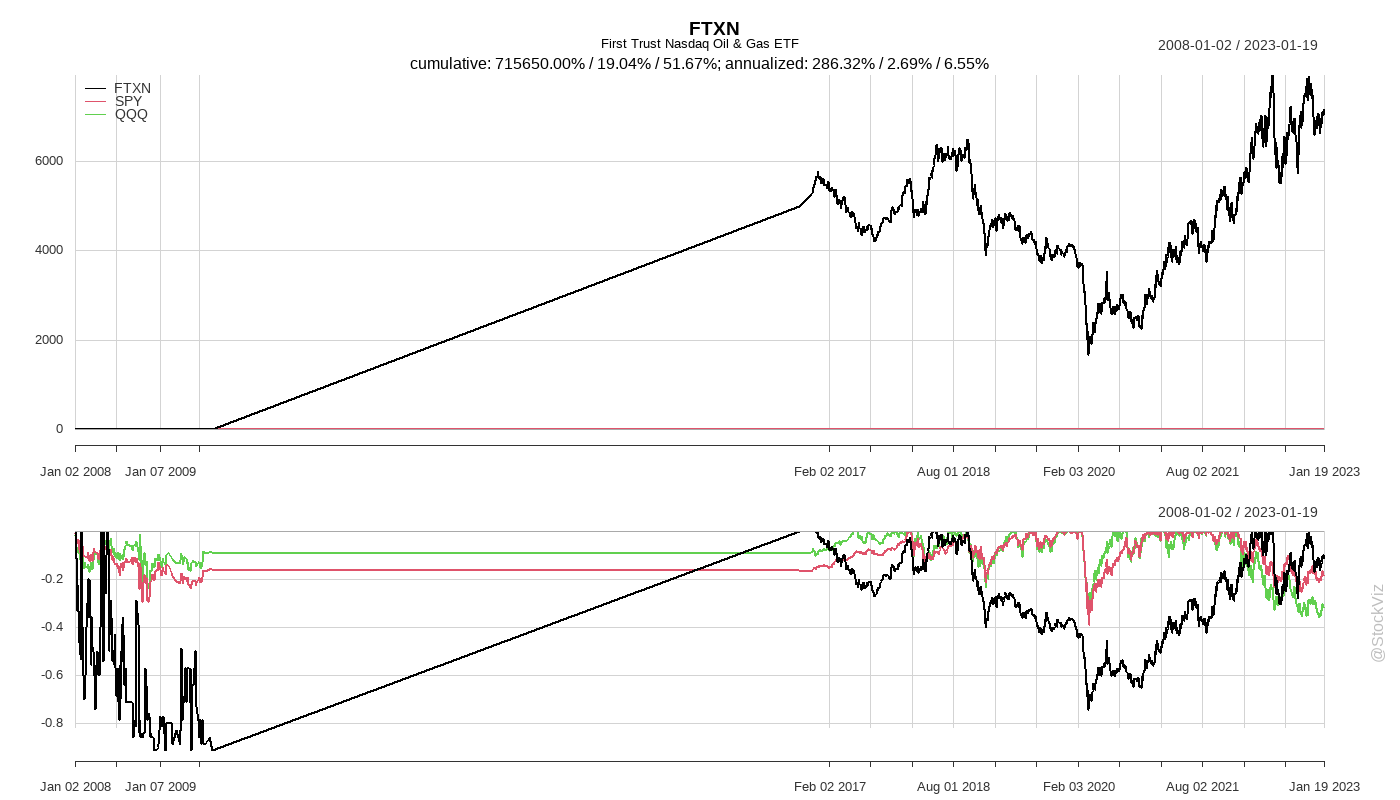 FTXN
First Trust Nasdaq Oil & Gas ETF
2008-01-02 / 2023-01-19
cumulative: 715650.00% / 19.04% / 51.67%; annualized: 286.32% / 2.69% / 6.55%
FTXN
SPY
QQQ
6000
4000
2000
0
Jan 02 2008 Jan 07 2009 Feb 02 2017 Aug 01 2018 Feb 03 2020 Aug 02 2021 Jan 19 2023
2008-01-02 / 2023-01-19
-0.2
-0.4
-0.6
-0.8
Jan 02 2008 Jan 07 2009 Feb 02 2017 Aug 01 2018 Feb 03 2020 Aug 02 2021 Jan 19 2023
@StockViz